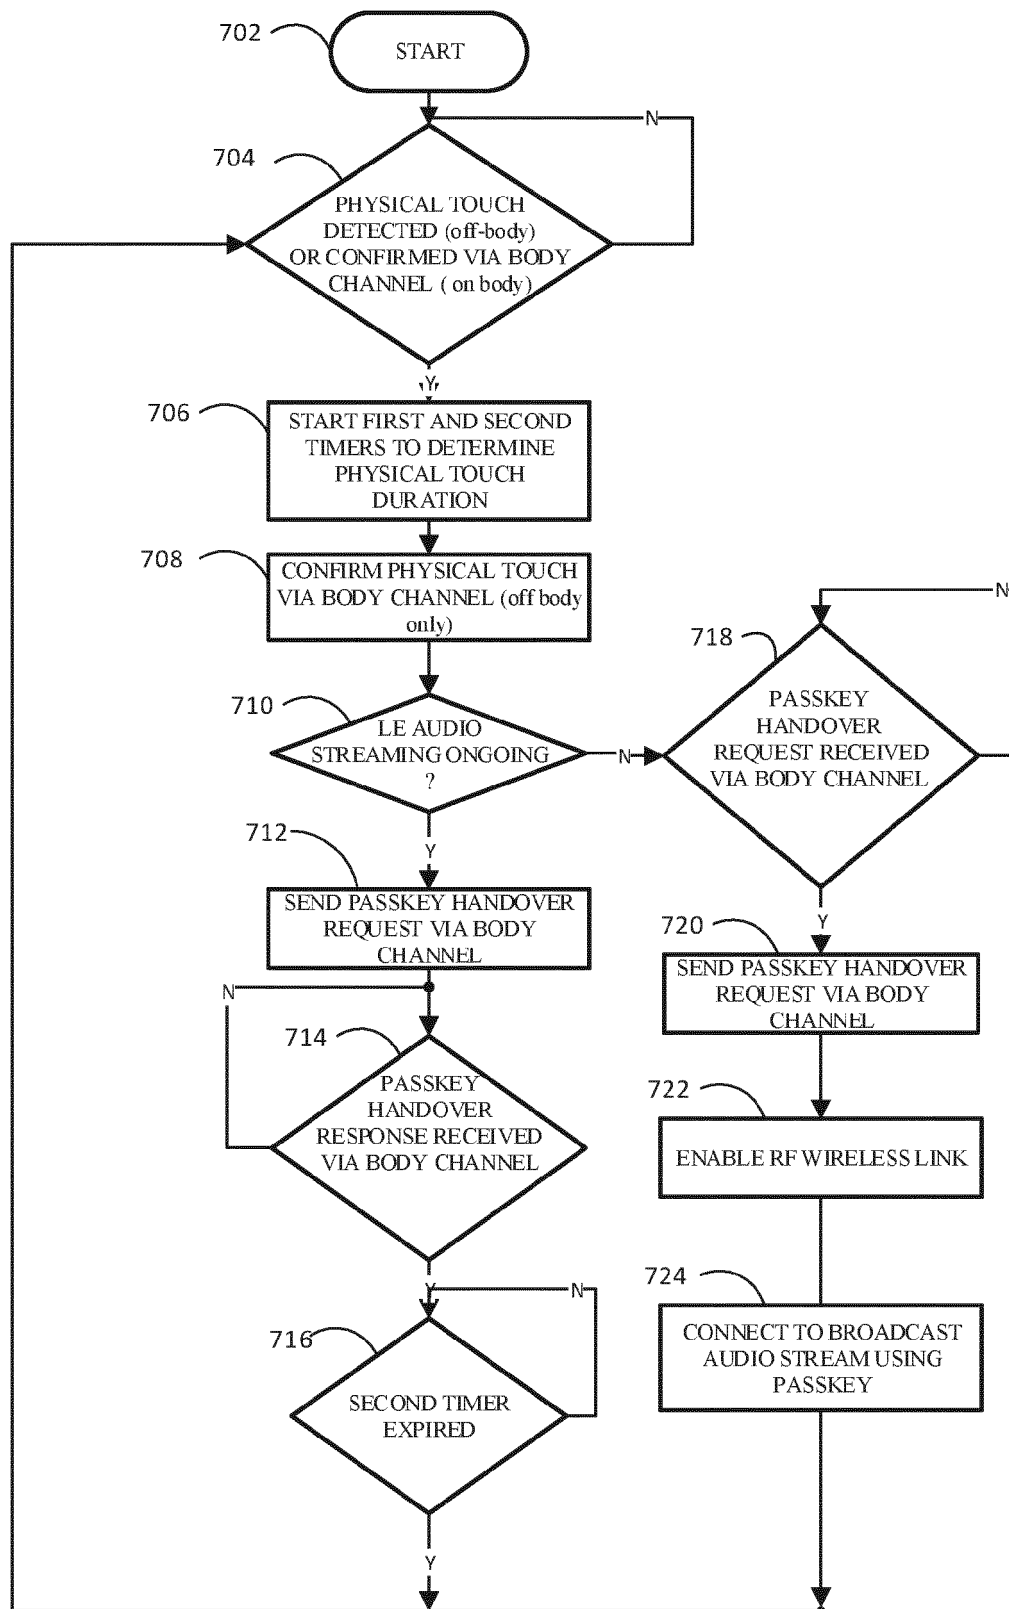 702
START
N
704
PHYSICAL TOUCH
DETECTED (off-body)
OR CONFIRMED VIA BODY
CHANNEL ( on body)
Y
706
START FIRST AND SECOND
TIMERS TO DETERMINE
PHYSICAL TOUCH
DURATION
708
CONFIRM PHYSICAL TOUCH
VIA BODY CHANNEL (off body
only)
710
LE AUDIO
STREAMING ONGOING
?
N
Y
712
SEND PASSKEY HANDOVER
REQUEST VIA BODY
CHANNEL
N
714
PASSKEY
HANDOVER
RESPONSE RECEIVED
VIA BODY CHANNEL
Y
N
716
SECOND TIMER
EXPIRED
Y
N
718
PASSKEY
HANDOVER
REQUEST RECEIVED
VIA BODY CHANNEL
Y
720
SEND PASSKEY HANDOVER
REQUEST VIA BODY
CHANNEL
722
ENABLE RF WIRELESS LINK
724
CONNECT TO BROADCAST
AUDIO STREAM USING
PASSKEY